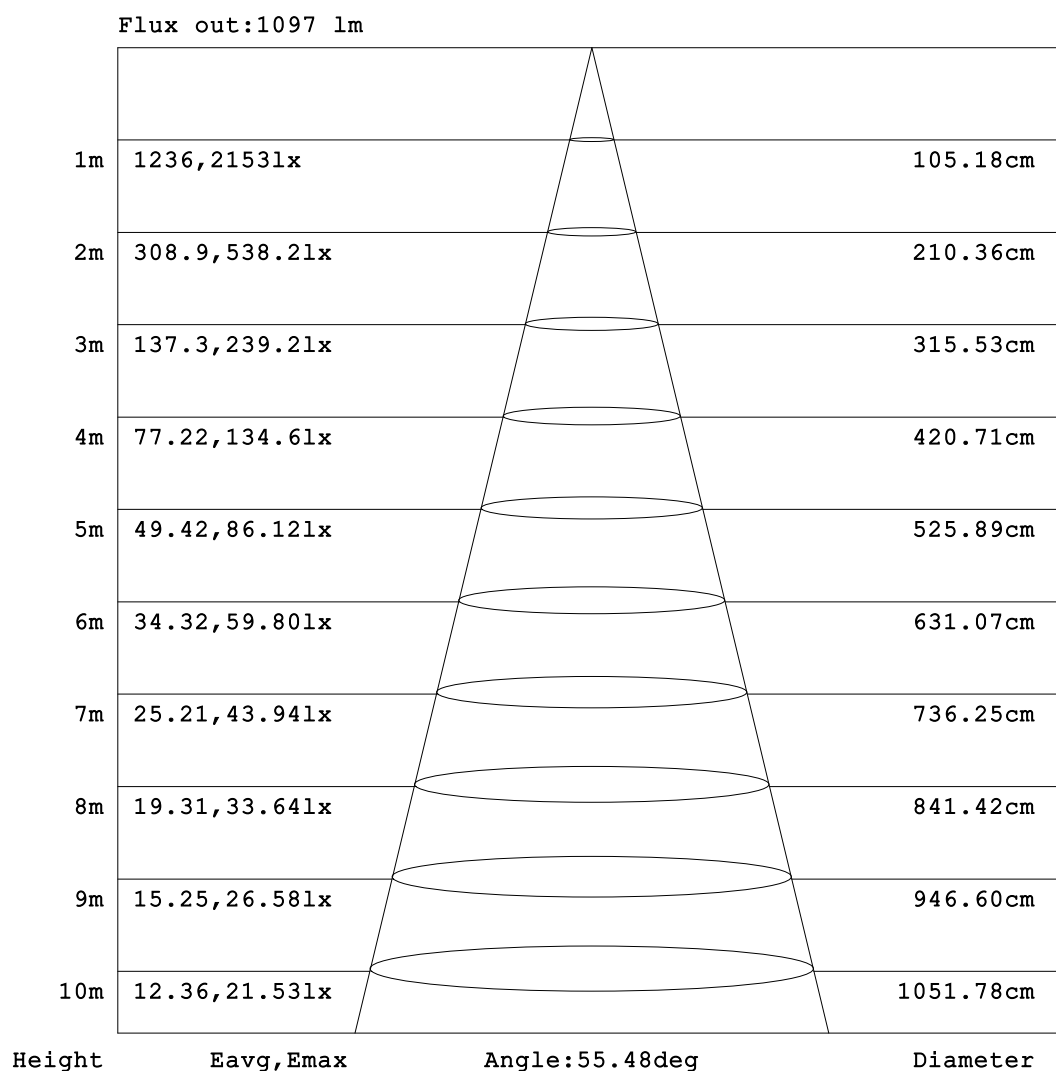 Flux out:1097 lm
1m 1236,2153lx 105.18cm
2m 308.9,538.2lx 210.36cm
3m 137.3,239.2lx 315.53cm
4m 77.22,134.6lx 420.71cm
5m 49.42,86.12lx 525.89cm
6m 34.32,59.80lx 631.07cm
7m 25.21,43.94lx 736.25cm
8m 19.31,33.64lx 841.42cm
9m 15.25,26.58lx 946.60cm
10m 12.36,21.53lx 1051.78cm
Height Eavg,Emax Angle:55.48deg Diameter